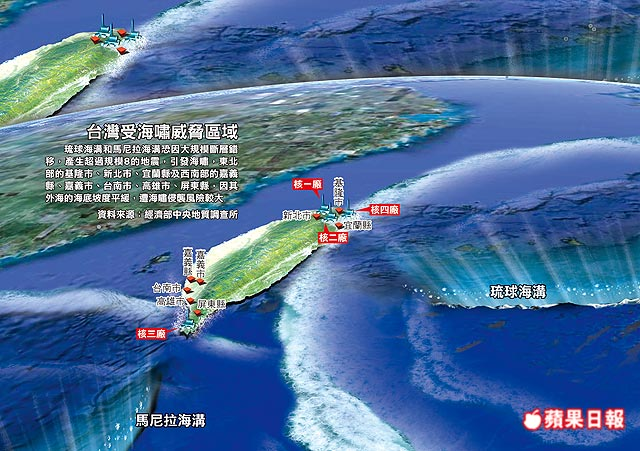 台灣受海嘯威脅區域
琉球海溝和馬尼拉海溝恐因大規模斷層錯
移，產生超過規模8的地震，引發海嘯，東北
部的基隆市、新北市、宜蘭縣及西南部的嘉義
縣、嘉義市、台南市、高雄市、屏東縣，因其
外海的海底坡度平緩，遭海嘯侵襲風險較大
資料來源：經濟部中央地質調查所
核一廠
基隆市
新北市
核四廠
宜蘭縣
核二廠
嘉義縣
嘉義市
台南市
高雄市
屏東縣
核三廠
琉球海溝
馬尼拉海溝
蘋果日報